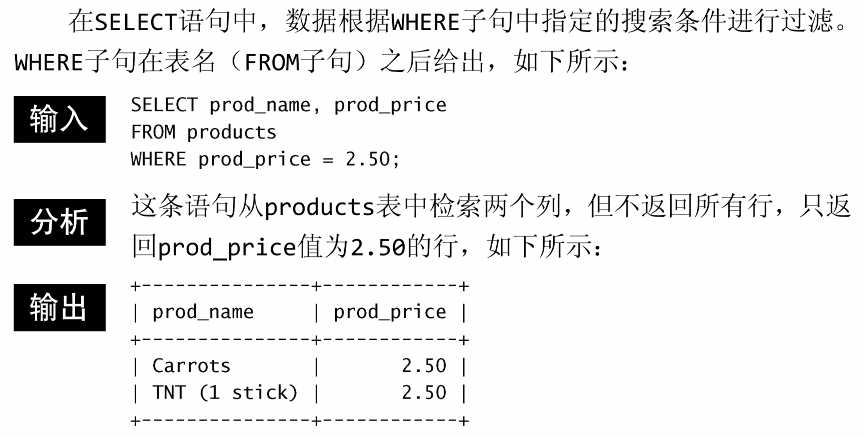 在SELECT语句中，数据根据WHERE子句中指定的搜索条件进行过滤。
WHERE子句在表名（FROM子句）之后给出，如下所示：
输入
SELECT prod_name, prod_price
FROM products
WHERE prod_price = 2.50;
分析
这条语句从products表中检索两个列，但不返回所有行，只返
回prod_price值为2.50的行，如下所示：
输出
+---------------+------------+
| prod_name     | prod_price |
+---------------+------------+
| Carrots       |       2.50 |
| TNT (1 stick) |       2.50 |
+---------------+------------+